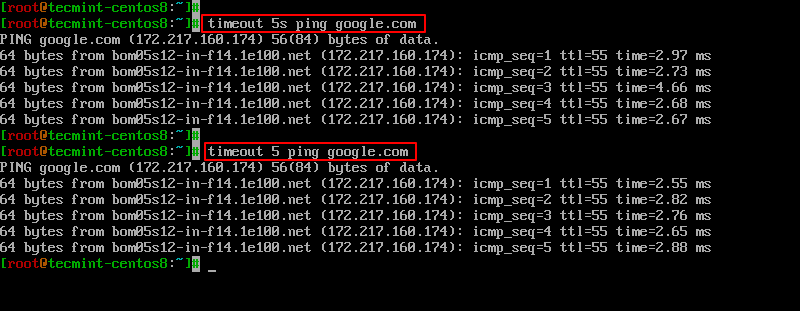 [root@tecmint-centos8:~]#
[root@tecmint-centos8:~]# timeout 5s ping google.com
PING google.com (172.217.160.174) 56(84) bytes of data.
64 bytes from bom05s12-in-f14.1e100.net (172.217.160.174): icmp_seq=1 ttl=55 time=2.97 ms
64 bytes from bom05s12-in-f14.1e100.net (172.217.160.174): icmp_seq=2 ttl=55 time=2.73 ms
64 bytes from bom05s12-in-f14.1e100.net (172.217.160.174): icmp_seq=3 ttl=55 time=4.66 ms
64 bytes from bom05s12-in-f14.1e100.net (172.217.160.174): icmp_seq=4 ttl=55 time=2.68 ms
64 bytes from bom05s12-in-f14.1e100.net (172.217.160.174): icmp_seq=5 ttl=55 time=2.67 ms
[root@tecmint-centos8:~]#
[root@tecmint-centos8:~]# timeout 5 ping google.com
PING google.com (172.217.160.174) 56(84) bytes of data.
64 bytes from bom05s12-in-f14.1e100.net (172.217.160.174): icmp_seq=1 ttl=55 time=2.55 ms
64 bytes from bom05s12-in-f14.1e100.net (172.217.160.174): icmp_seq=2 ttl=55 time=2.82 ms
64 bytes from bom05s12-in-f14.1e100.net (172.217.160.174): icmp_seq=3 ttl=55 time=2.76 ms
64 bytes from bom05s12-in-f14.1e100.net (172.217.160.174): icmp_seq=4 ttl=55 time=2.65 ms
64 bytes from bom05s12-in-f14.1e100.net (172.217.160.174): icmp_seq=5 ttl=55 time=2.88 ms
[root@tecmint-centos8:~]# _